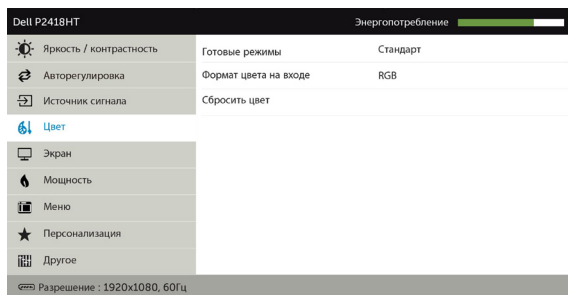 Dell P2418HT Энергопотребление
Яркость / контрастность
Готовые режимы Стандарт
Авторегулировка
Формат цвета на входе RGB
Источник сигнала
Сбросить цвет
Цвет
Экран
Мощность
Меню
Персонализация
Другое
Разрешение : 1920x1080, 60Гц